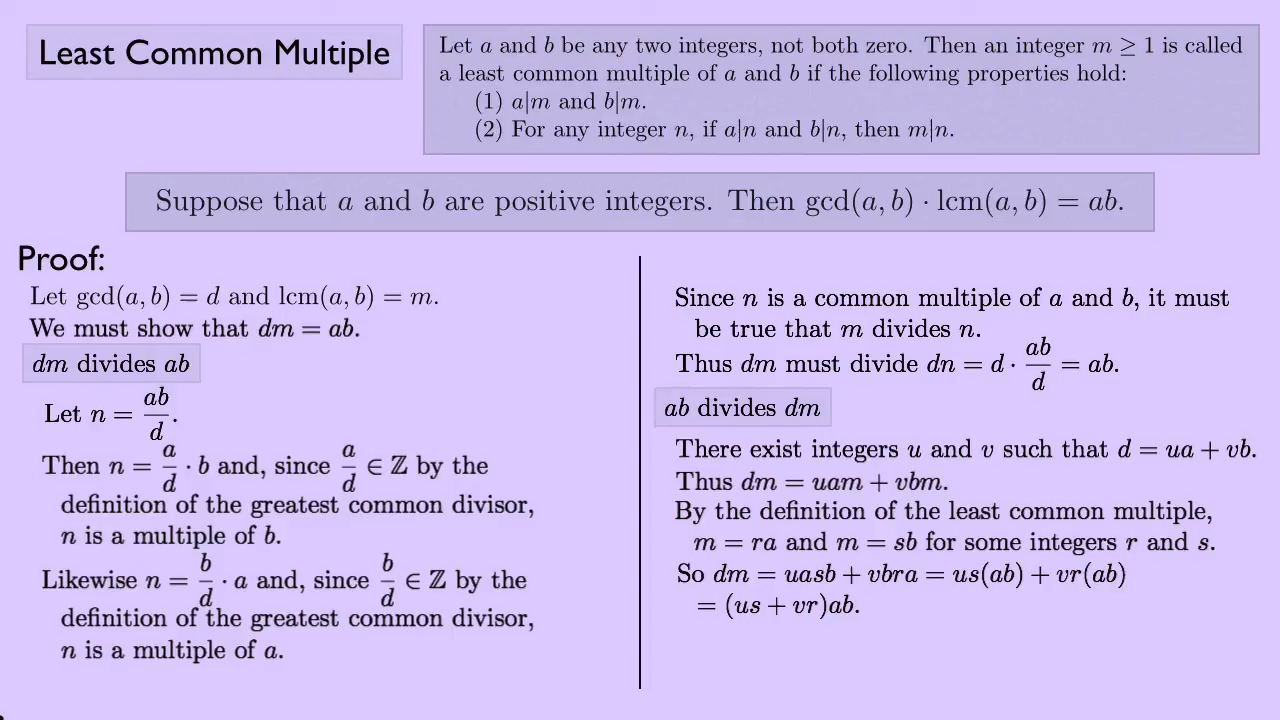 Least Common Multiple
Let a and b be any two integers, not both zero. Then an integer m ≥ 1 is called
a least common multiple of a and b if the following properties hold:
(1) a|m and b|m.
(2) For any integer n, if a|n and b|n, then m|n.
Suppose that a and b are positive integers. Then gcd(a, b) · lcm(a, b) = ab.
Proof:
Let gcd(a, b) = d and lcm(a, b) = m.
We must show that dm = ab.
dm divides ab
Let n = ab/d.
Then n = a/d · b and, since a/d ∈ ℤ by the
definition of the greatest common divisor,
n is a multiple of b.
Likewise n = b/d · a and, since b/d ∈ ℤ by the
definition of the greatest common divisor,
n is a multiple of a.
Since n is a common multiple of a and b, it must
be true that m divides n.
Thus dm must divide dn = d · ab/d = ab.
ab divides dm
There exist integers u and v such that d = ua + vb.
Thus dm = uam + vbm.
By the definition of the least common multiple,
m = ra and m = sb for some integers r and s.
So dm = uasb + vbra = us(ab) + vr(ab)
= (us + vr)ab.